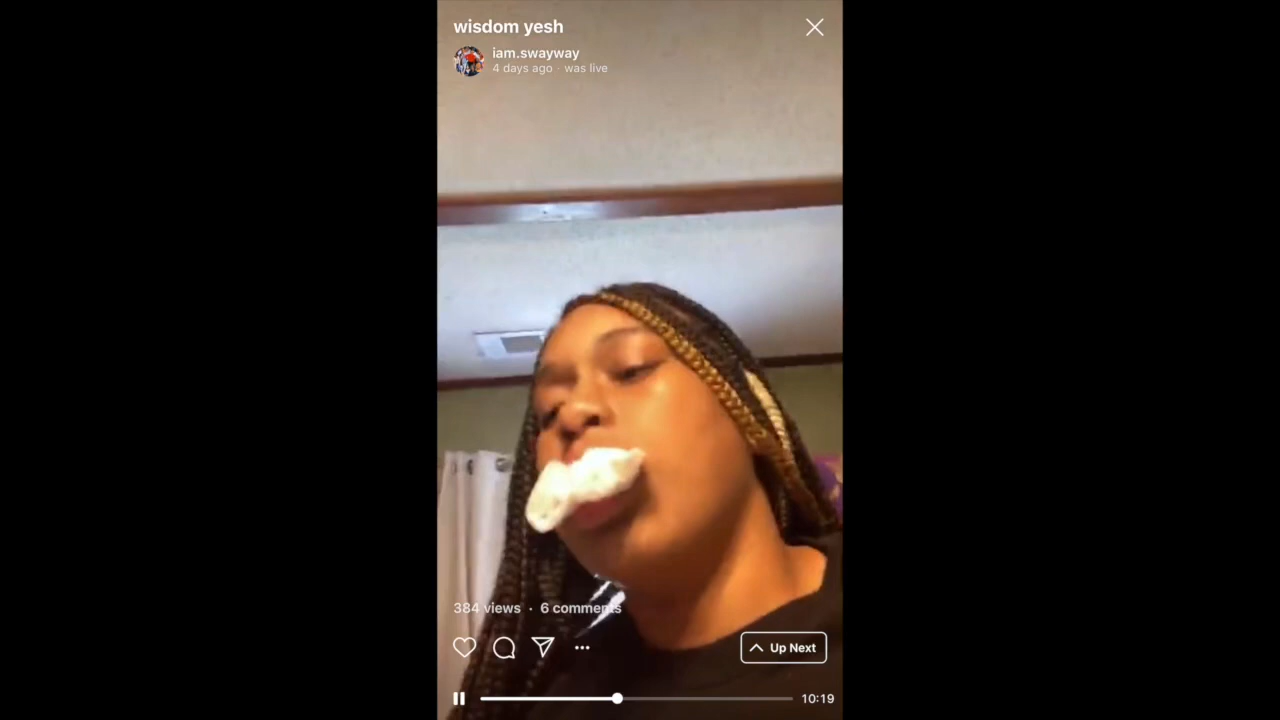 wisdom yesh
iam.swayway
4 days ago · was live
384 views · 6 comments
Up Next
10:19